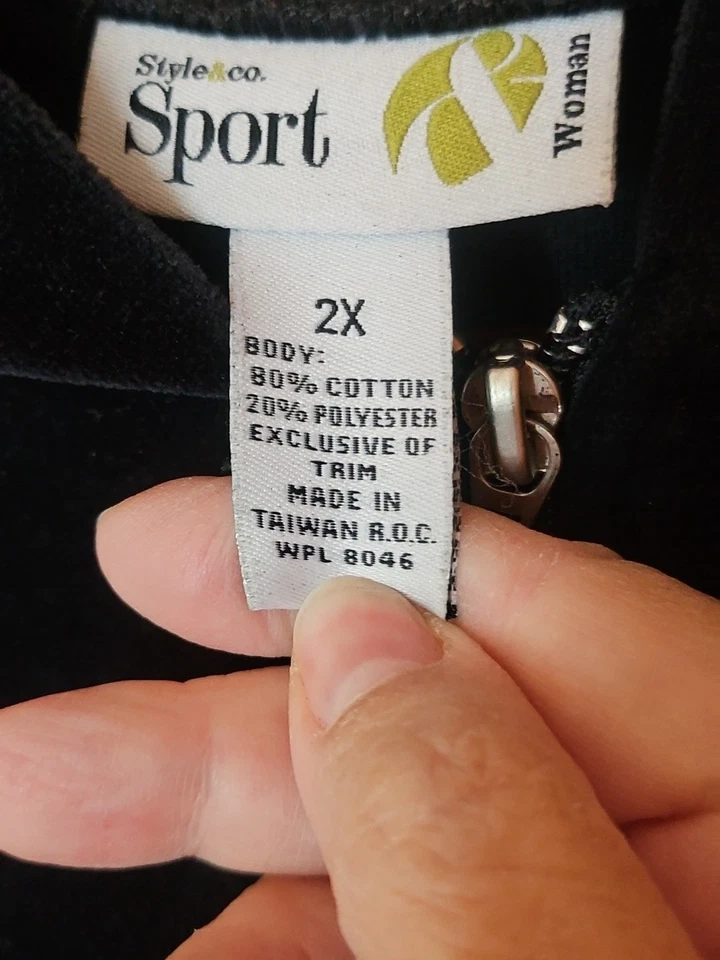 Style&co.
Sport
&
Woman
2X
BODY:
80% COTTON
20% POLYESTER
EXCLUSIVE OF
TRIM
MADE IN
TAIWAN R.O.C.
WPL 8046